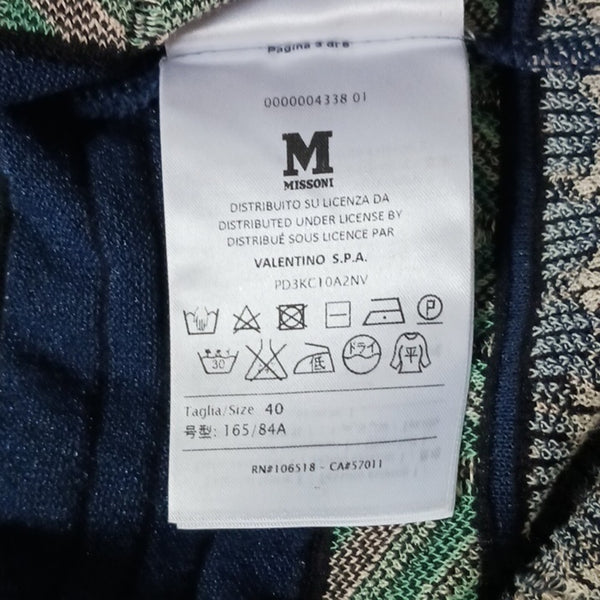 Pagina 3 di 8
0000004338 01
M
MISSONI
DISTRIBUITO SU LICENZA DA
DISTRIBUTED UNDER LICENSE BY
DISTRIBUÉ SOUS LICENCE PAR
VALENTINO S.P.A.
PD3KC10A2NV
P
30 低 ドライ 平
Taglia/Size 40
号型: 165/84A
RN#106518 - CA#57011